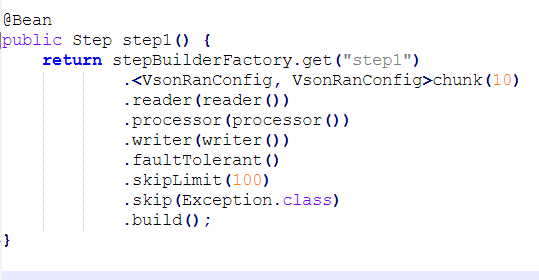 @Bean
public Step step1() {
return stepBuilderFactory.get("step1")
.<VsonRanConfig, VsonRanConfig>chunk(10)
.reader(reader())
.processor(processor())
.writer(writer())
.faultTolerant()
.skipLimit(100)
.skip(Exception.class)
.build();
}